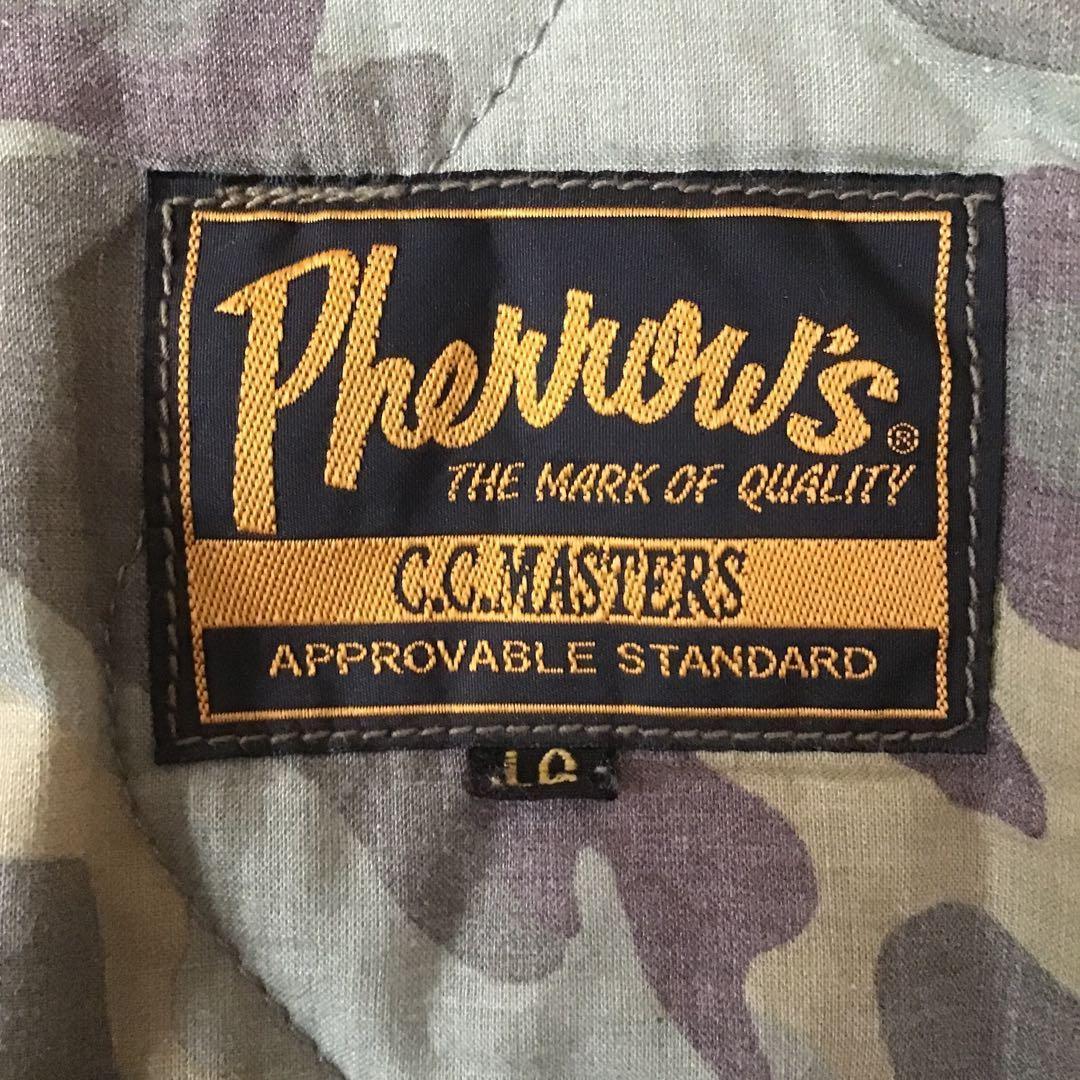 Pherrow's®
THE MARK OF QUALITY
C.C.MASTERS
APPROVABLE STANDARD
LG